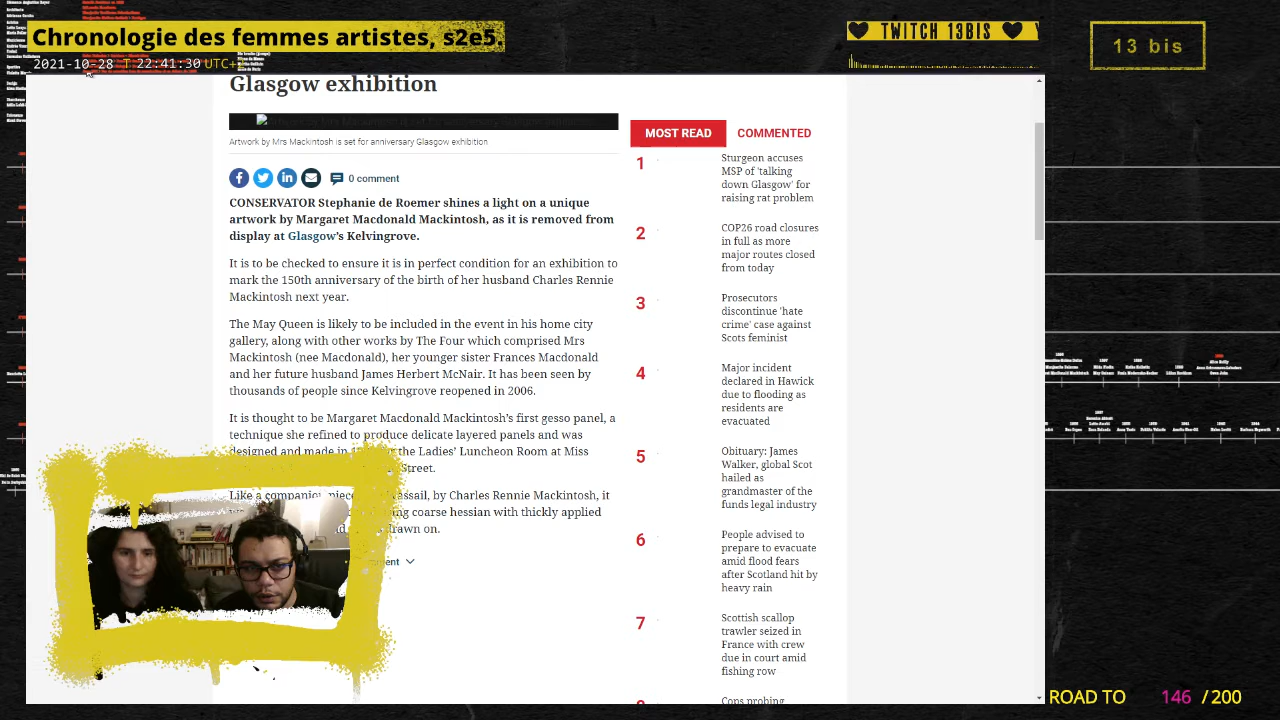 Chronologie des femmes artistes, s2e5
2021-10-28 T 22:41:30 UTC+
TWITCH 13BIS
13 bis
Glasgow exhibition
Artwork by Mrs Mackintosh is set for anniversary Glasgow exhibition
0 comment
CONSERVATOR Stephanie de Roemer shines a light on a unique
artwork by Margaret Macdonald Mackintosh, as it is removed from
display at Glasgow's Kelvingrove.
It is to be checked to ensure it is in perfect condition for an exhibition to
mark the 150th anniversary of the birth of her husband Charles Rennie
Mackintosh next year.
The May Queen is likely to be included in the event in his home city
gallery, along with other works by The Four which comprised Mrs
Mackintosh (nee Macdonald), her younger sister Frances Macdonald
and her future husband James Herbert McNair. It has been seen by
thousands of people since Kelvingrove reopened in 2006.
It is thought to be Margaret Macdonald Mackintosh's first gesso panel, a
technique she refined to produce delicate layered panels and was
designed and made in the Ladies' Luncheon Room at Miss
Street.
Like a companion piece by Charles Rennie Mackintosh, it
coarse hessian with thickly applied
drawn on.
MOST READ COMMENTED
1 Sturgeon accuses
MSP of 'talking
down Glasgow' for
raising rat problem
2 COP26 road closures
in full as more
major routes closed
from today
3 Prosecutors
discontinue 'hate
crime' case against
Scots feminist
4 Major incident
declared in Hawick
due to flooding as
residents are
evacuated
5 Obituary: James
Walker, global Scot
hailed as
grandmaster of the
funds legal industry
6 People advised to
prepare to evacuate
amid flood fears
after Scotland hit by
heavy rain
7 Scottish scallop
trawler seized in
France with crew
due in court amid
fishing row
Cops probing
ROAD TO 146 / 200